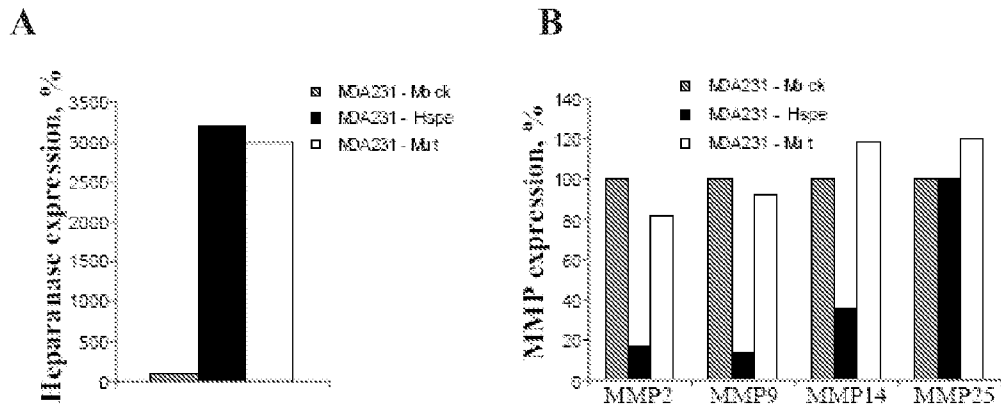 A
Heparanase expression, %
3500
3000
2500
2000
1500
1000
500
0
MDA231 - Mock
MDA231 - Hspe
MDA231 - Mut
B
MMP expression, %
140
120
100
80
60
40
20
0
MDA231 - Mock
MDA231 - Hspe
MDA231 - Mut
MMP2 MMP9 MMP14 MMP25